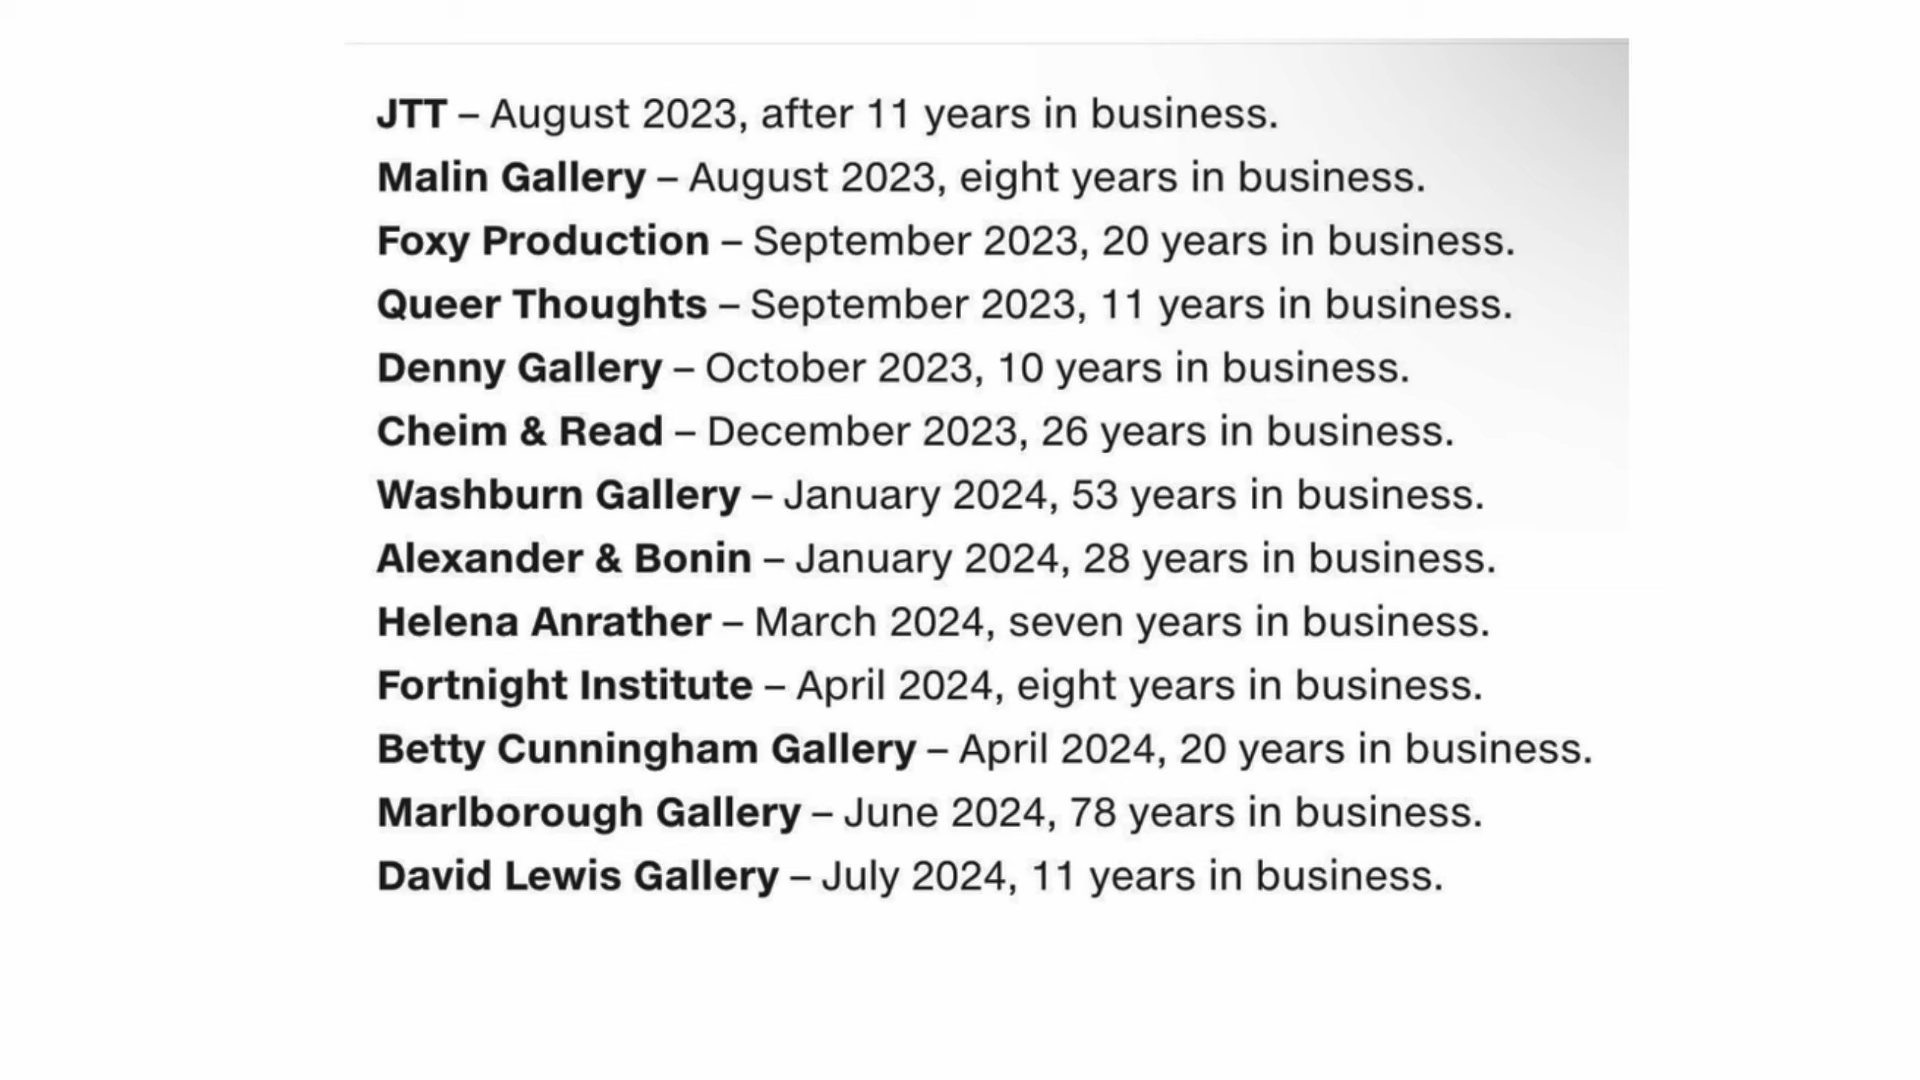 JTT – August 2023, after 11 years in business.
Malin Gallery – August 2023, eight years in business.
Foxy Production – September 2023, 20 years in business.
Queer Thoughts – September 2023, 11 years in business.
Denny Gallery – October 2023, 10 years in business.
Cheim & Read – December 2023, 26 years in business.
Washburn Gallery – January 2024, 53 years in business.
Alexander & Bonin – January 2024, 28 years in business.
Helena Anrather – March 2024, seven years in business.
Fortnight Institute – April 2024, eight years in business.
Betty Cunningham Gallery – April 2024, 20 years in business.
Marlborough Gallery – June 2024, 78 years in business.
David Lewis Gallery – July 2024, 11 years in business.